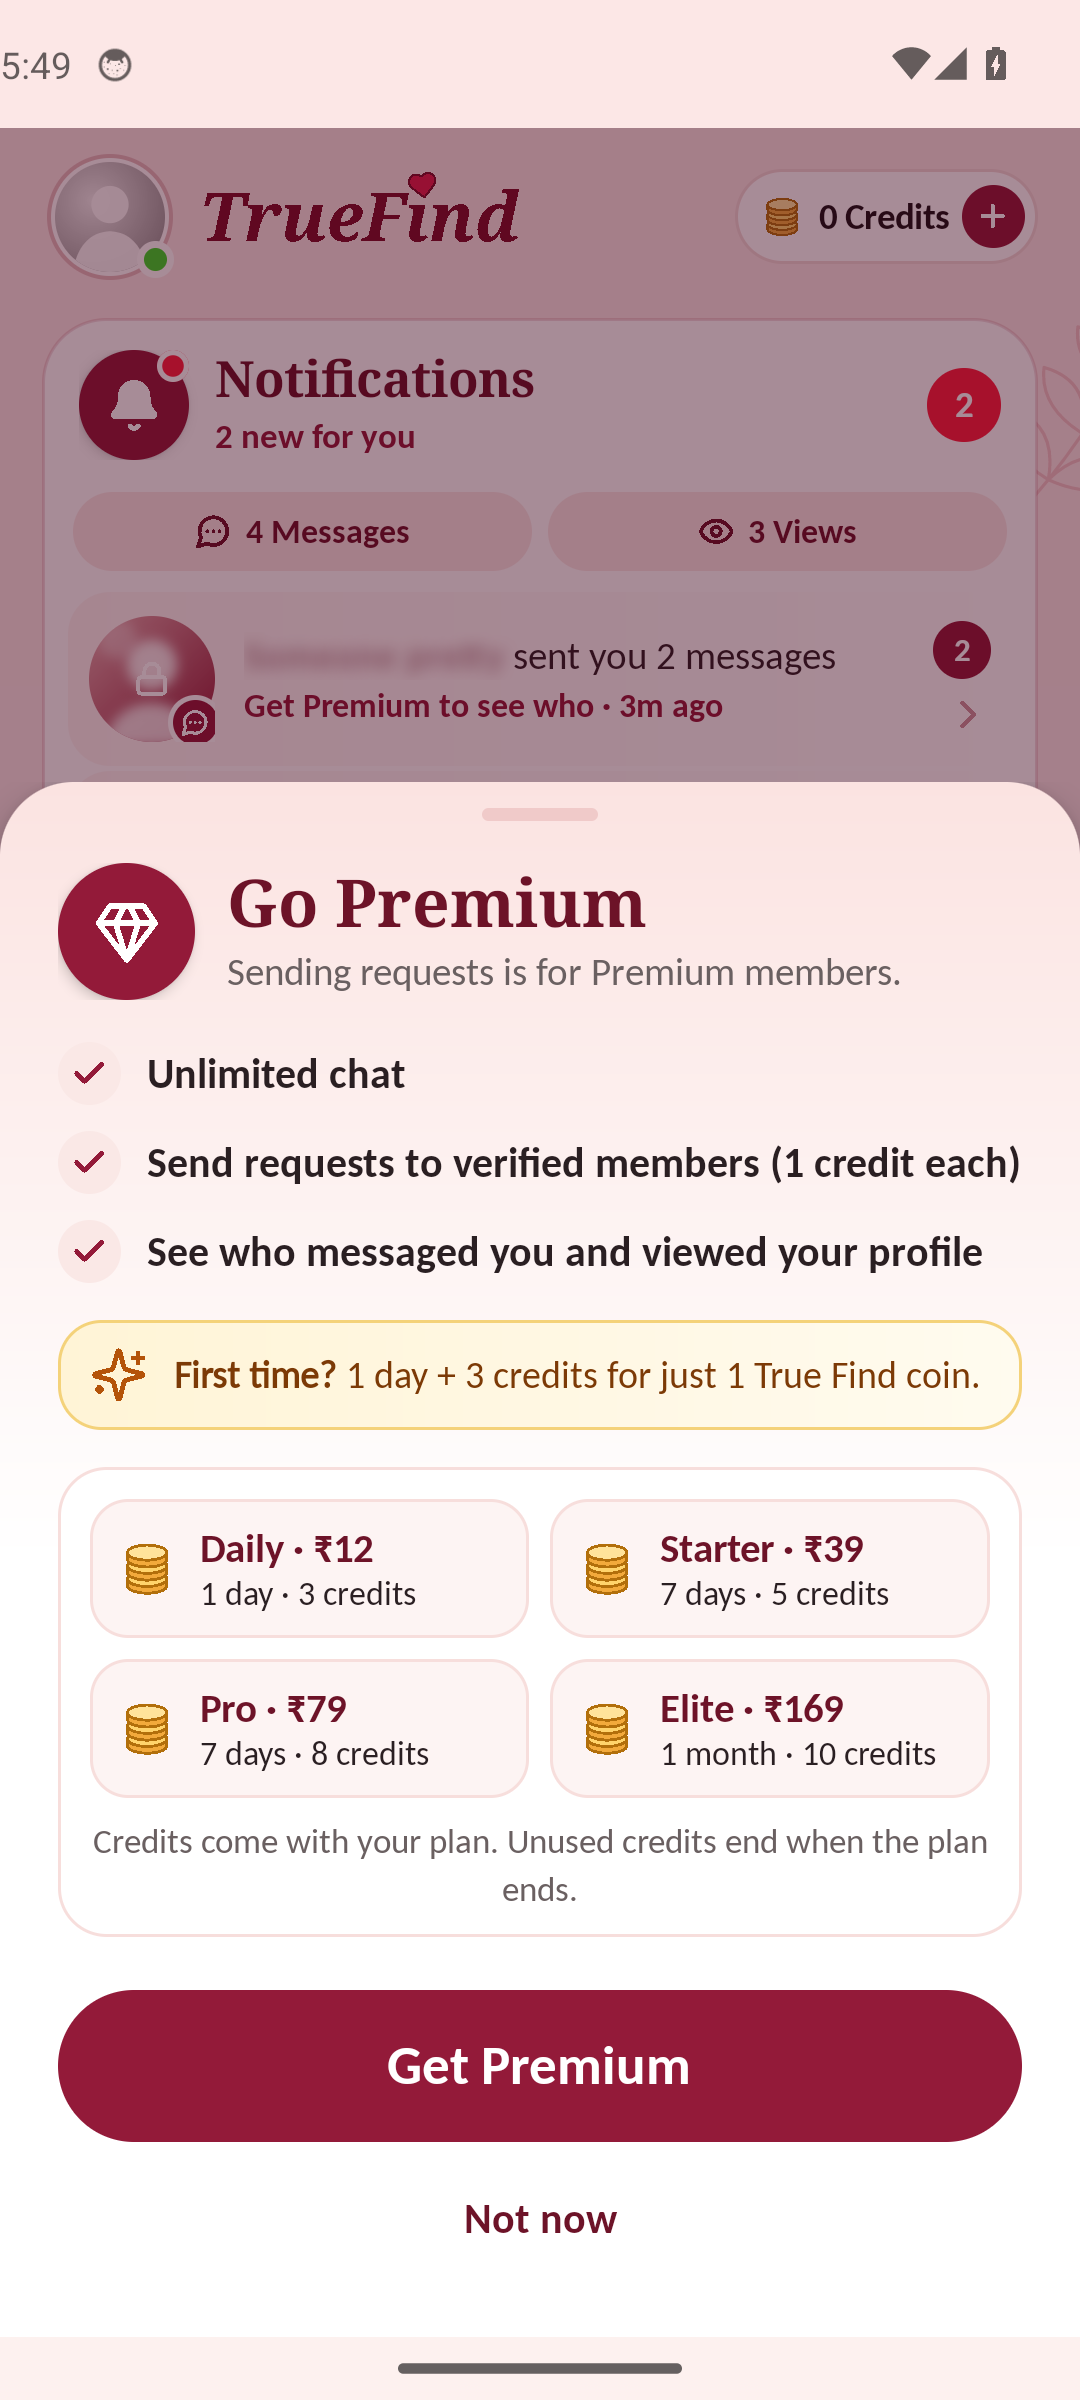 5:49
TrueFind
0 Credits
Notifications
2 new for you
2
4 Messages
3 Views
sent you 2 messages
2
Get Premium to see who · 3m ago
Go Premium
Sending requests is for Premium members.
Unlimited chat
Send requests to verified members (1 credit each)
See who messaged you and viewed your profile
First time? 1 day + 3 credits for just 1 True Find coin.
Daily · ₹12
1 day · 3 credits
Starter · ₹39
7 days · 5 credits
Pro · ₹79
7 days · 8 credits
Elite · ₹169
1 month · 10 credits
Credits come with your plan. Unused credits end when the plan
ends.
Get Premium
Not now